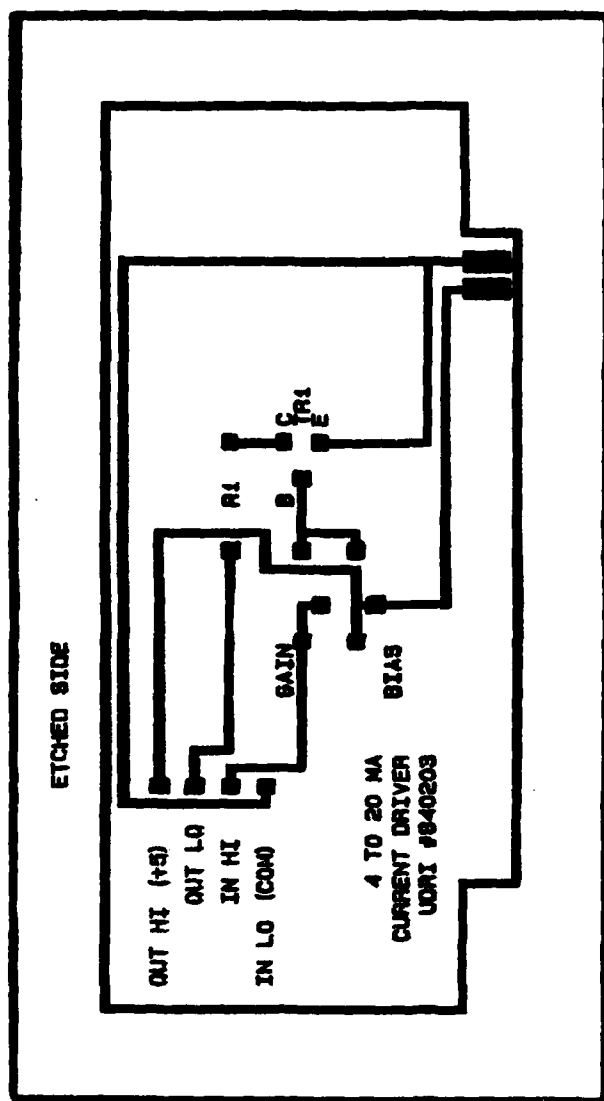 ETCHED SIDE
OUT HI (+5)
OUT LO
IN HI
IN LO (COM)
GAIN
BIAS
R1
B
C
TR1
E
4 TO 20 MA
CURRENT DRIVER
UDRI #840203